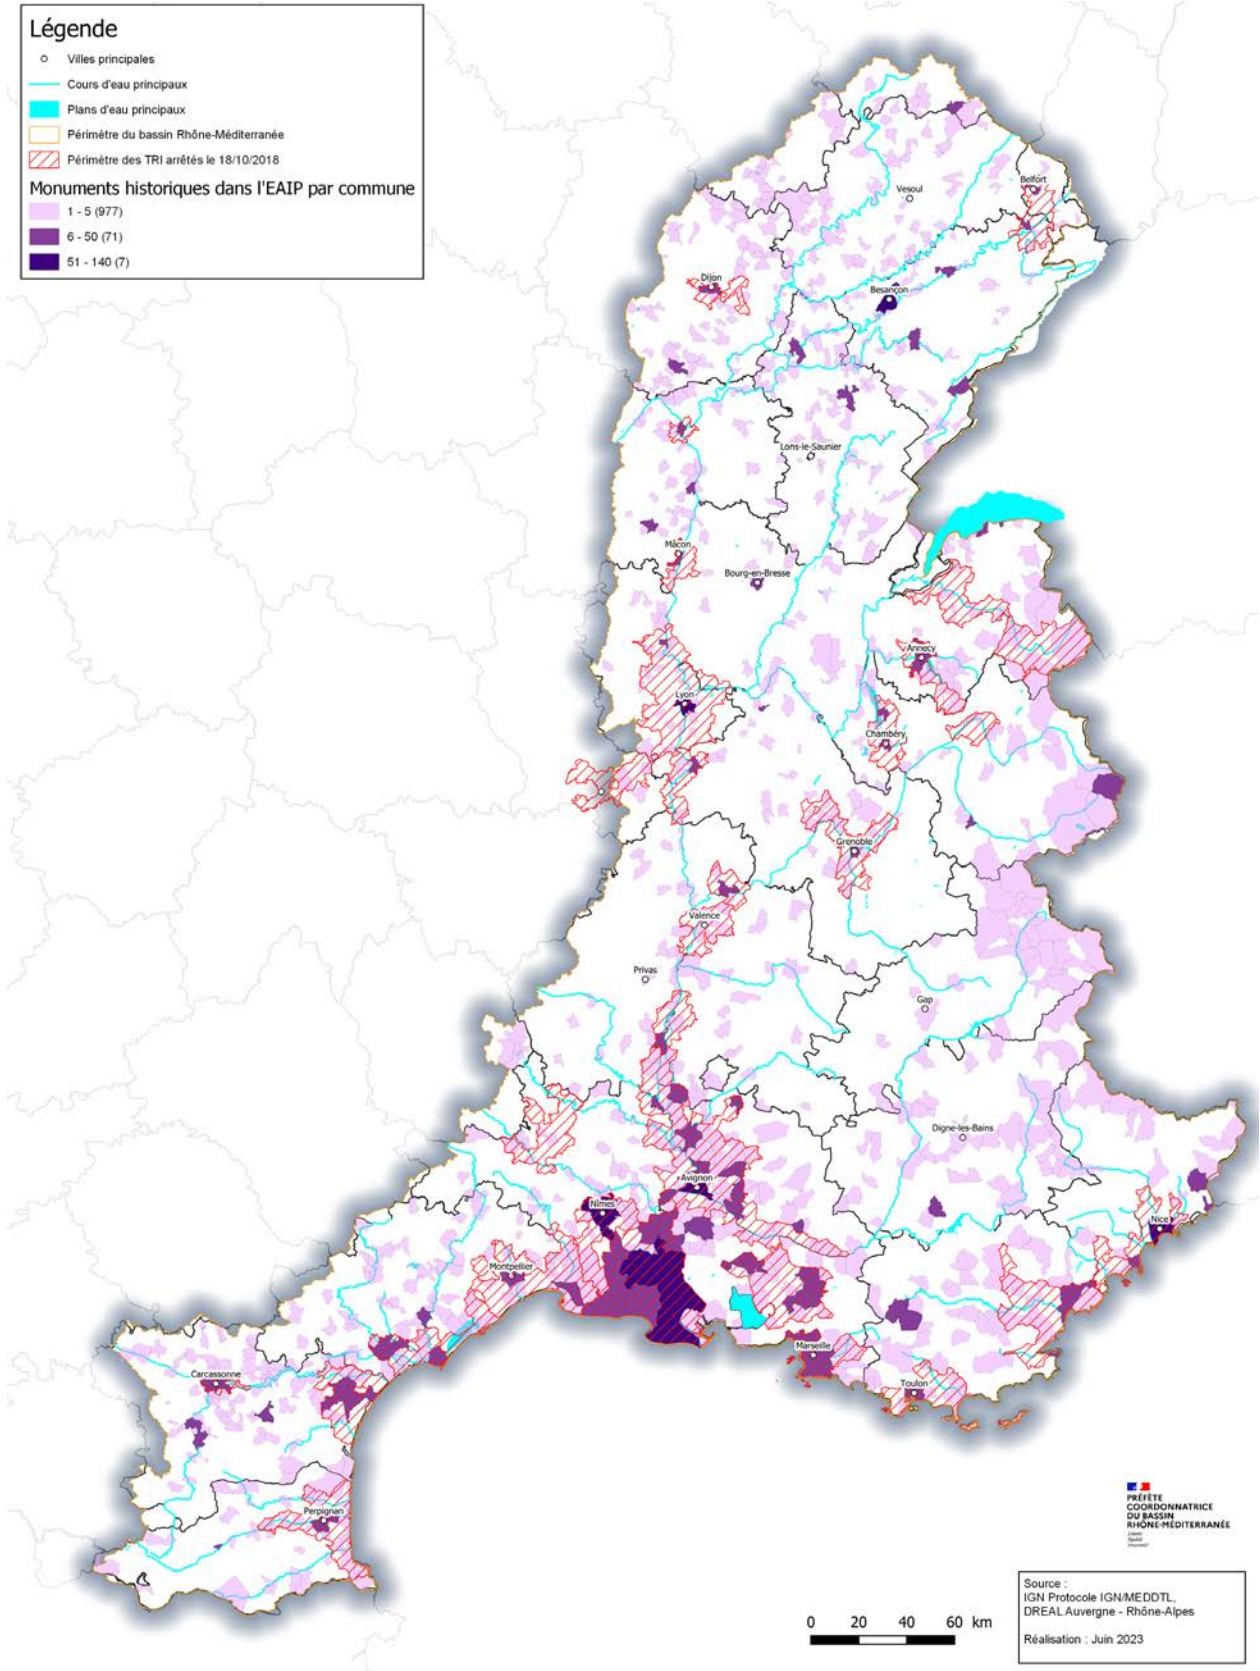 Légende
Villes principales
Cours d'eau principaux
Plans d'eau principaux
Périmètre du bassin Rhône-Méditerranée
Périmètre des TRI arrêtés le 18/10/2018
Monuments historiques dans l'EAIP par commune
1 - 5 (977)
6 - 50 (71)
51 - 140 (7)
Belfort
Vesoul
Dijon
Besançon
Lons-le-Saunier
Mâcon
Bourg-en-Bresse
Annecy
Lyon
Chambéry
Grenoble
Valence
Privas
Gap
Digne-les-Bains
Avignon
Nîmes
Nice
Montpellier
Marseille
Carcassonne
Toulon
Perpignan
PRÉFÈTE
COORDONNATRICE
DU BASSIN
RHÔNE-MÉDITERRANÉE
Liberté
Égalité
Fraternité
Source :
IGN Protocole IGN/MEDDTL,
DREAL Auvergne - Rhône-Alpes
Réalisation : Juin 2023
0 20 40 60 km